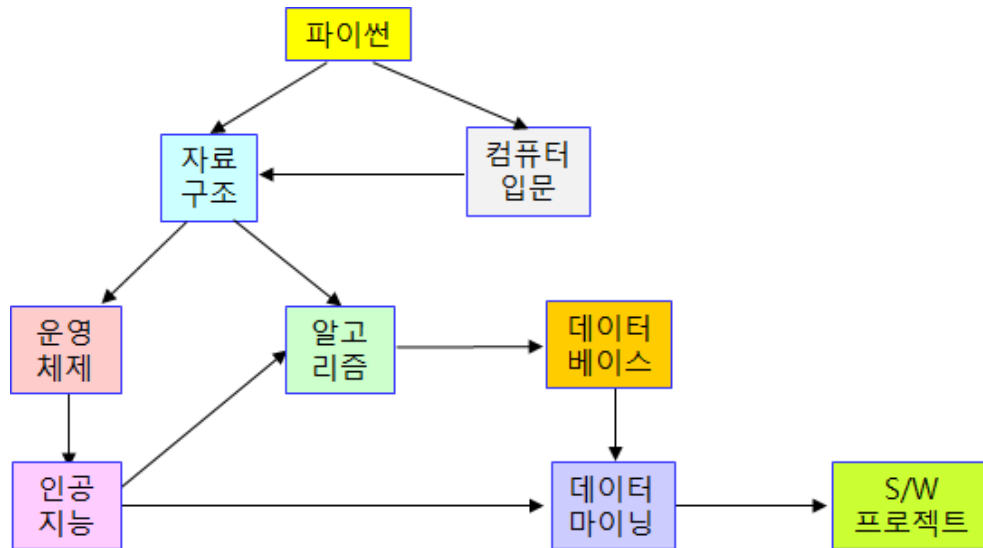 파이썬
자료
구조
컴퓨터
입문
운영
체제
알고
리즘
데이터
베이스
인공
지능
데이터
마이닝
S/W
프로젝트